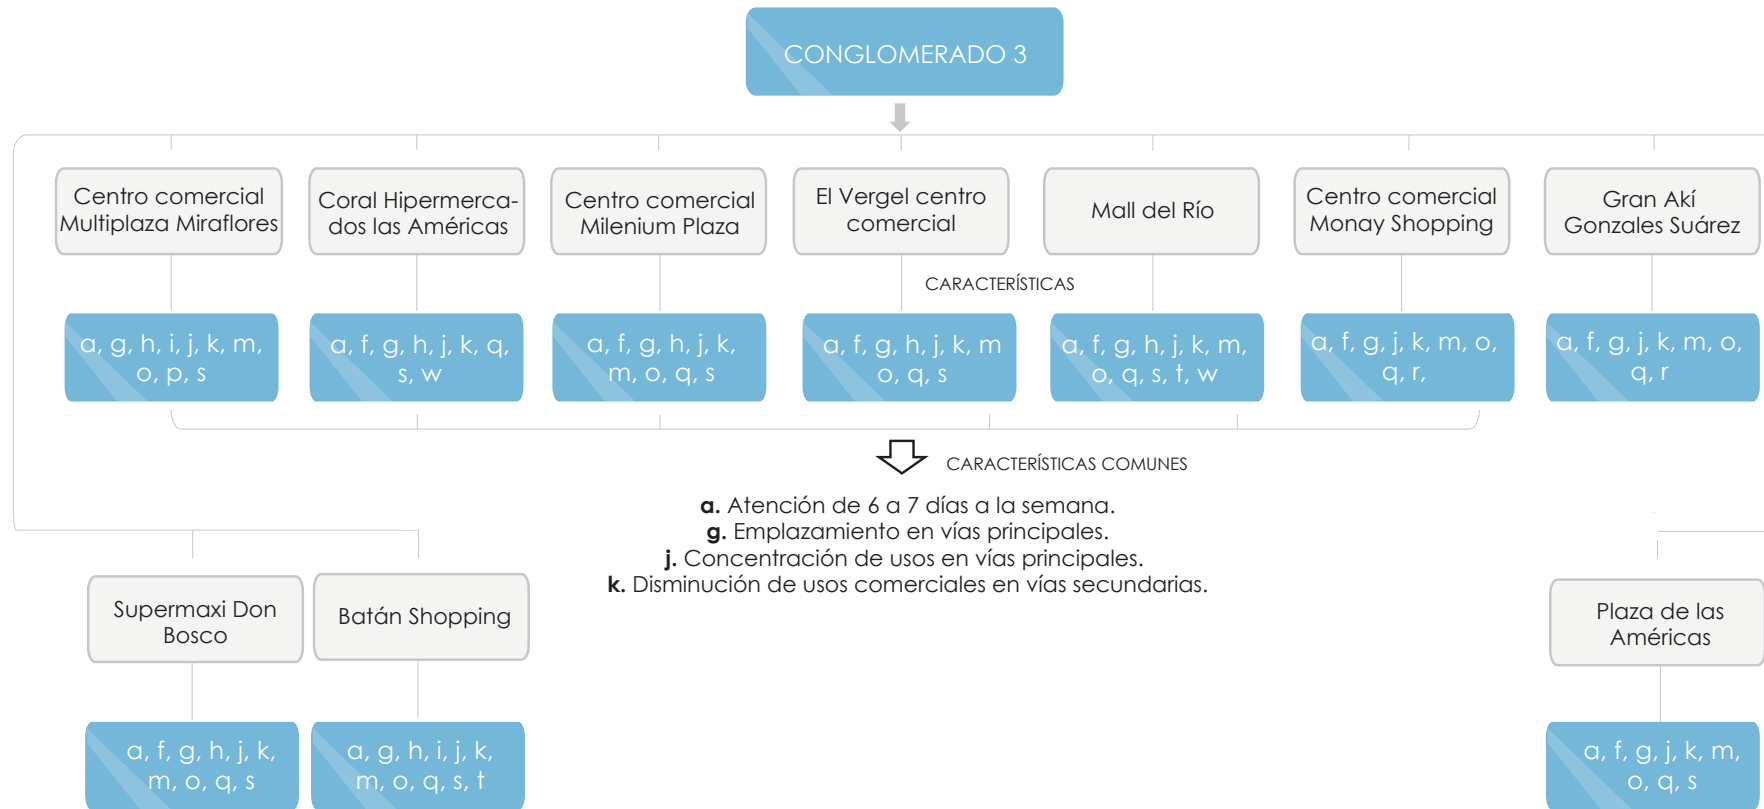 CONGLOMERADO 3
Centro comercial
Multiplaza Miraflores
Coral Hipermerca-
dos las Américas
Centro comercial
Milenium Plaza
El Vergel centro
comercial
Mall del Río
Centro comercial
Monay Shopping
Gran Akí
Gonzales Suárez
CARACTERÍSTICAS
a, g, h, i, j, k, m,
o, p, s
a, f, g, h, j, k, q,
s, w
a, f, g, h, j, k,
m, o, q, s
a, f, g, h, j, k, m
o, q, s
a, f, g, h, j, k, m,
o, q, s, t, w
a, f, g, j, k, m, o,
q, r,
a, f, g, j, k, m, o,
q, r
CARACTERÍSTICAS COMUNES
a. Atención de 6 a 7 días a la semana.
g. Emplazamiento en vías principales.
j. Concentración de usos en vías principales.
k. Disminución de usos comerciales en vías secundarias.
Supermaxi Don
Bosco
Batán Shopping
Plaza de las
Américas
a, f, g, h, j, k,
m, o, q, s
a, g, h, i, j, k,
m, o, q, s, t
a, f, g, j, k, m,
o, q, s